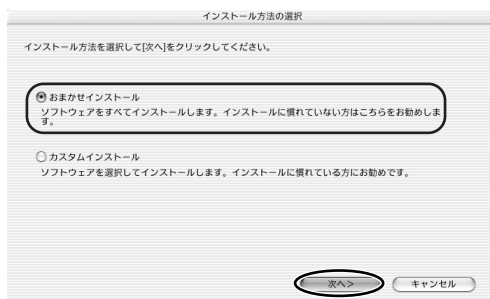 インストール方法の選択
インストール方法を選択して[次へ]をクリックしてください。
おまかせインストール
ソフトウェアをすべてインストールします。インストールに慣れていない方はこちらをお勧めしま
す。
カスタムインストール
ソフトウェアを選択してインストールします。インストールに慣れている方にお勧めです。
次へ＞
キャンセル